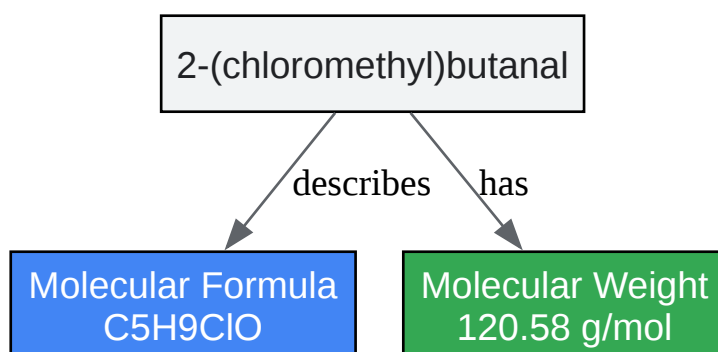 2-(chloromethyl)butanal
describes
has
Molecular Formula
C5H9ClO
Molecular Weight
120.58 g/mol